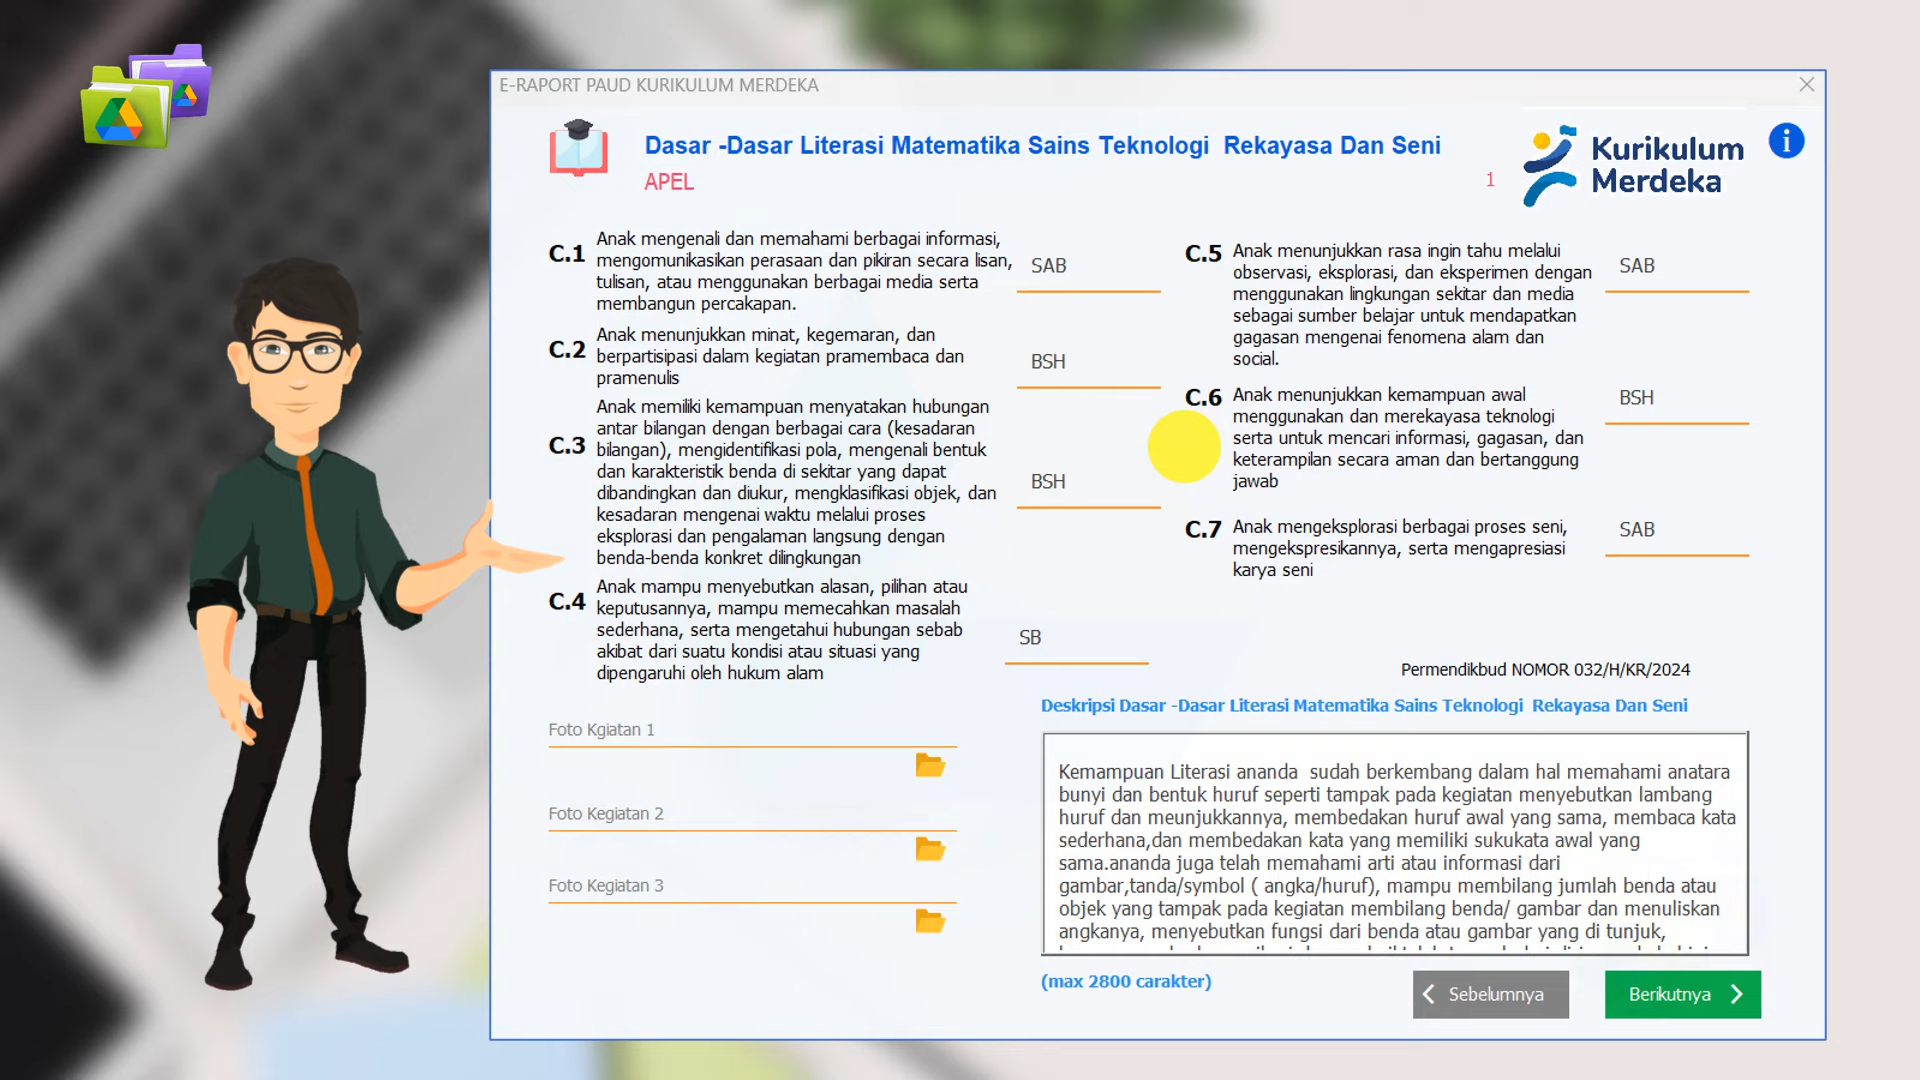 E-RAPORT PAUD KURIKULUM MERDEKA
Dasar -Dasar Literasi Matematika Sains Teknologi Rekayasa Dan Seni
APEL
1
Kurikulum
Merdeka
i
C.1
Anak mengenali dan memahami berbagai informasi,
mengomunikasikan perasaan dan pikiran secara lisan,
tulisan, atau menggunakan berbagai media serta
membangun percakapan.
SAB
C.2
Anak menunjukkan minat, kegemaran, dan
berpartisipasi dalam kegiatan pramembaca dan
pramenulis
BSH
C.3
Anak memiliki kemampuan menyatakan hubungan
antar bilangan dengan berbagai cara (kesadaran
bilangan), mengidentifikasi pola, mengenali bentuk
dan karakteristik benda di sekitar yang dapat
dibandingkan dan diukur, mengklasifikasi objek, dan
kesadaran mengenai waktu melalui proses
eksplorasi dan pengalaman langsung dengan
benda-benda konkret dilingkungan
BSH
C.4
Anak mampu menyebutkan alasan, pilihan atau
keputusannya, mampu memecahkan masalah
sederhana, serta mengetahui hubungan sebab
akibat dari suatu kondisi atau situasi yang
dipengaruhi oleh hukum alam
SB
C.5
Anak menunjukkan rasa ingin tahu melalui
observasi, eksplorasi, dan eksperimen dengan
menggunakan lingkungan sekitar dan media
sebagai sumber belajar untuk mendapatkan
gagasan mengenai fenomena alam dan
social.
SAB
C.6
Anak menunjukkan kemampuan awal
menggunakan dan merekayasa teknologi
serta untuk mencari informasi, gagasan, dan
keterampilan secara aman dan bertanggung
jawab
BSH
C.7
Anak mengeksplorasi berbagai proses seni,
mengekspresikannya, serta mengapresiasi
karya seni
SAB
Permendikbud NOMOR 032/H/KR/2024
Foto Kgiatan 1
Foto Kegiatan 2
Foto Kegiatan 3
Deskripsi Dasar -Dasar Literasi Matematika Sains Teknologi Rekayasa Dan Seni
Kemampuan Literasi ananda sudah berkembang dalam hal memahami anatara
bunyi dan bentuk huruf seperti tampak pada kegiatan menyebutkan lambang
huruf dan meunjukkannya, membedakan huruf awal yang sama, membaca kata
sederhana,dan membedakan kata yang memiliki sukukata awal yang
sama.ananda juga telah memahami arti atau informasi dari
gambar,tanda/symbol ( angka/huruf), mampu membilang jumlah benda atau
objek yang tampak pada kegiatan membilang benda/ gambar dan menuliskan
angkanya, menyebutkan fungsi dari benda atau gambar yang di tunjuk,
(max 2800 carakter)
Sebelumnya
Berikutnya